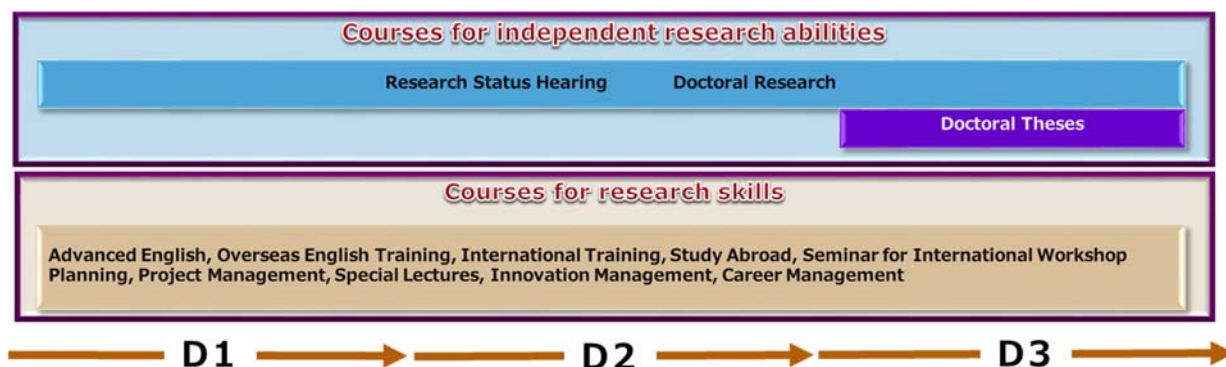 Courses for independent research abilities
Research Status Hearing Doctoral Research
Doctoral Theses
Courses for research skills
Advanced English, Overseas English Training, International Training, Study Abroad, Seminar for International Workshop
Planning, Project Management, Special Lectures, Innovation Management, Career Management
D1 D2 D3